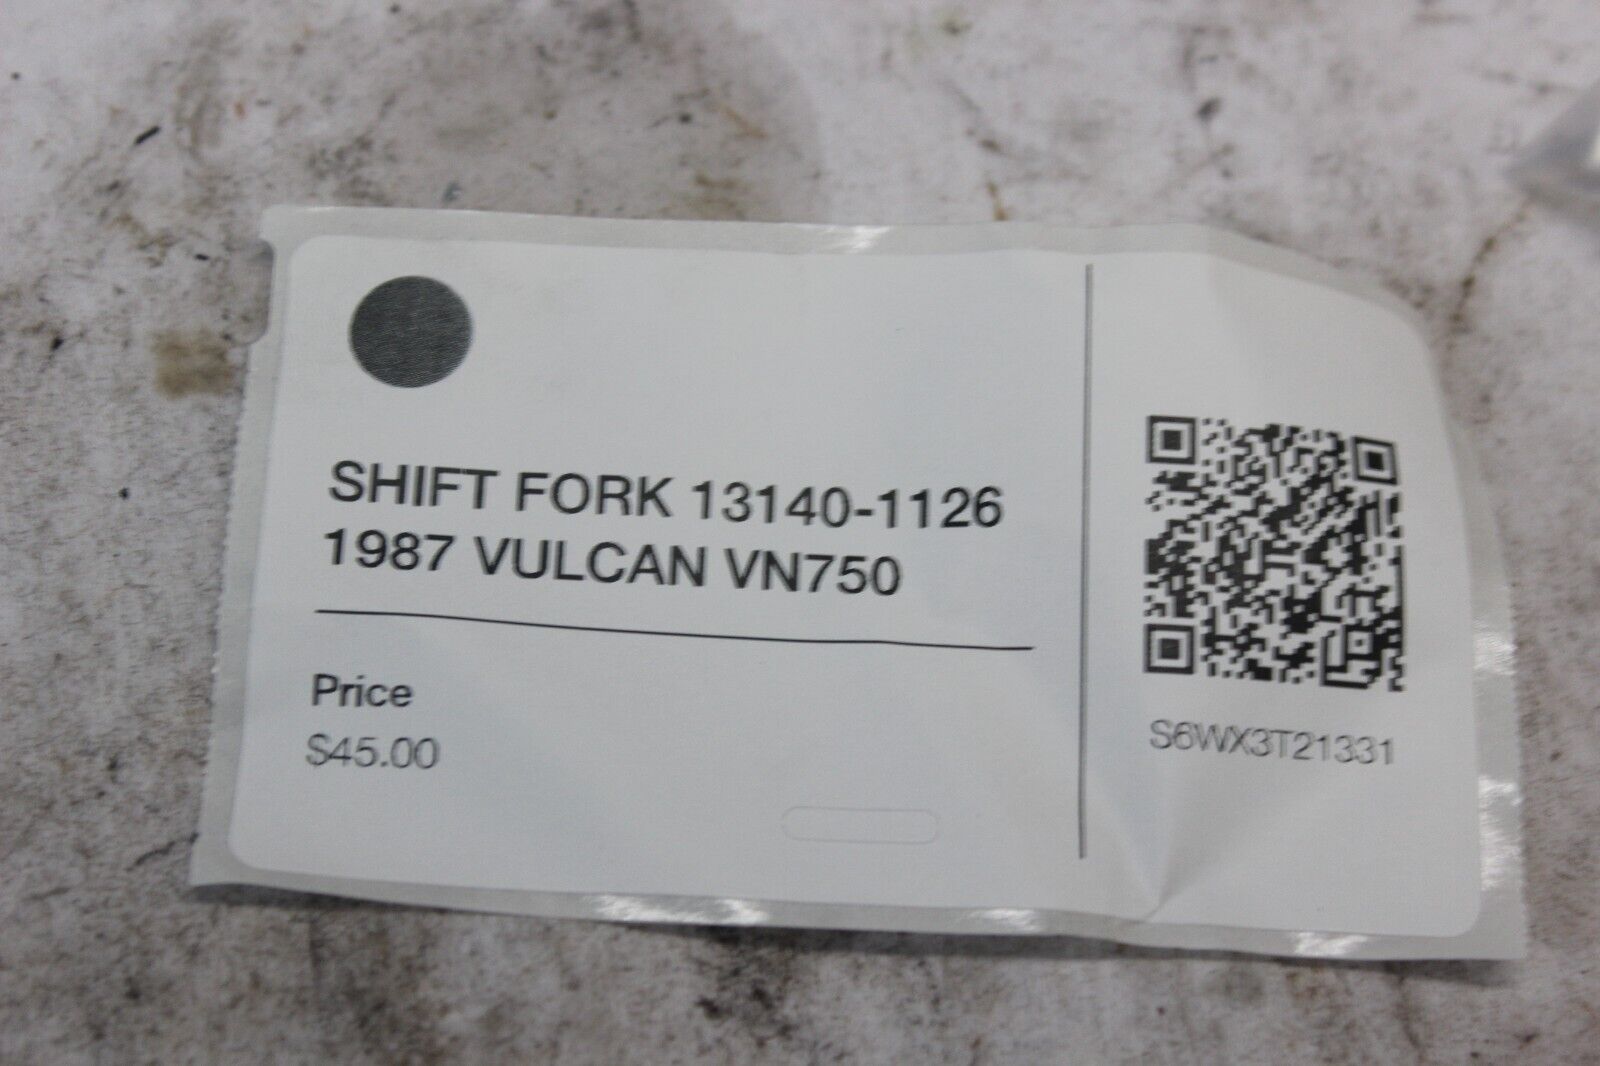 SHIFT FORK 13140-1126
1987 VULCAN VN750
Price
$45.00
S6WX3T21331